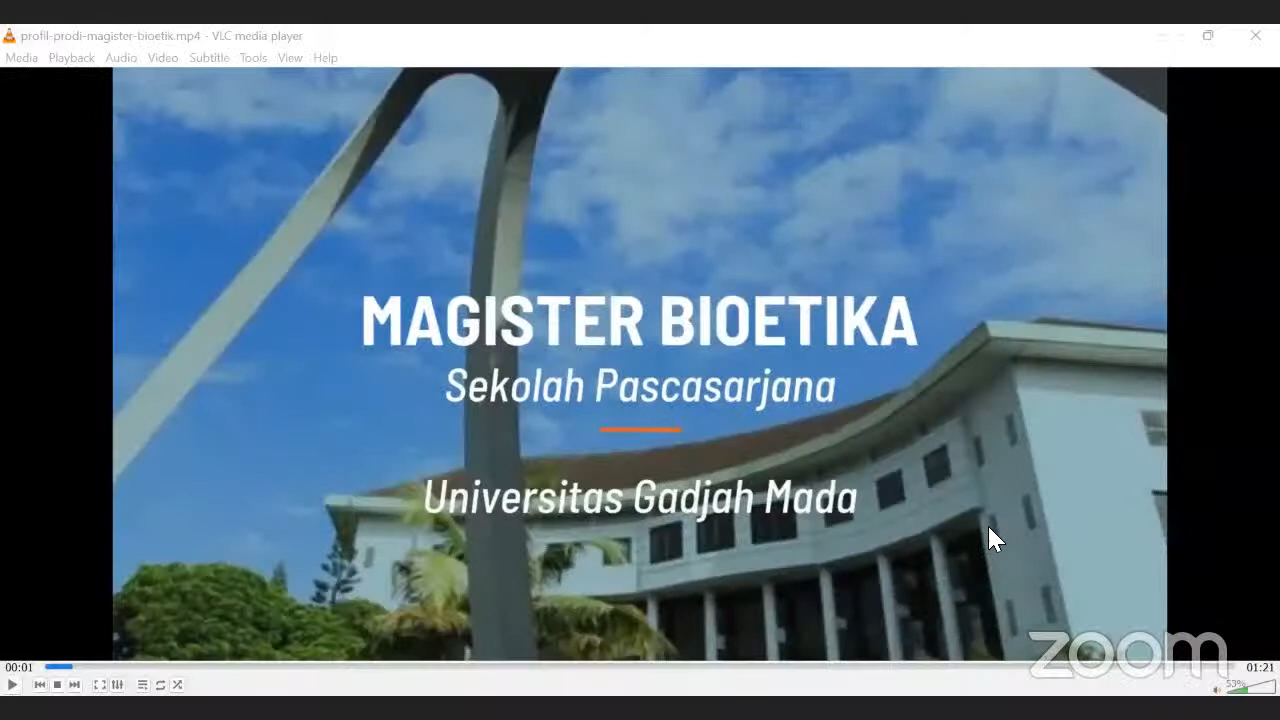 profil-prodi-magister-bioetik.mp4 - VLC media player
Media Playback Audio Video Subtitle Tools View Help
MAGISTER BIOETIKA
Sekolah Pascasarjana
Universitas Gadjah Mada
zoom
00:01
01:21
53%